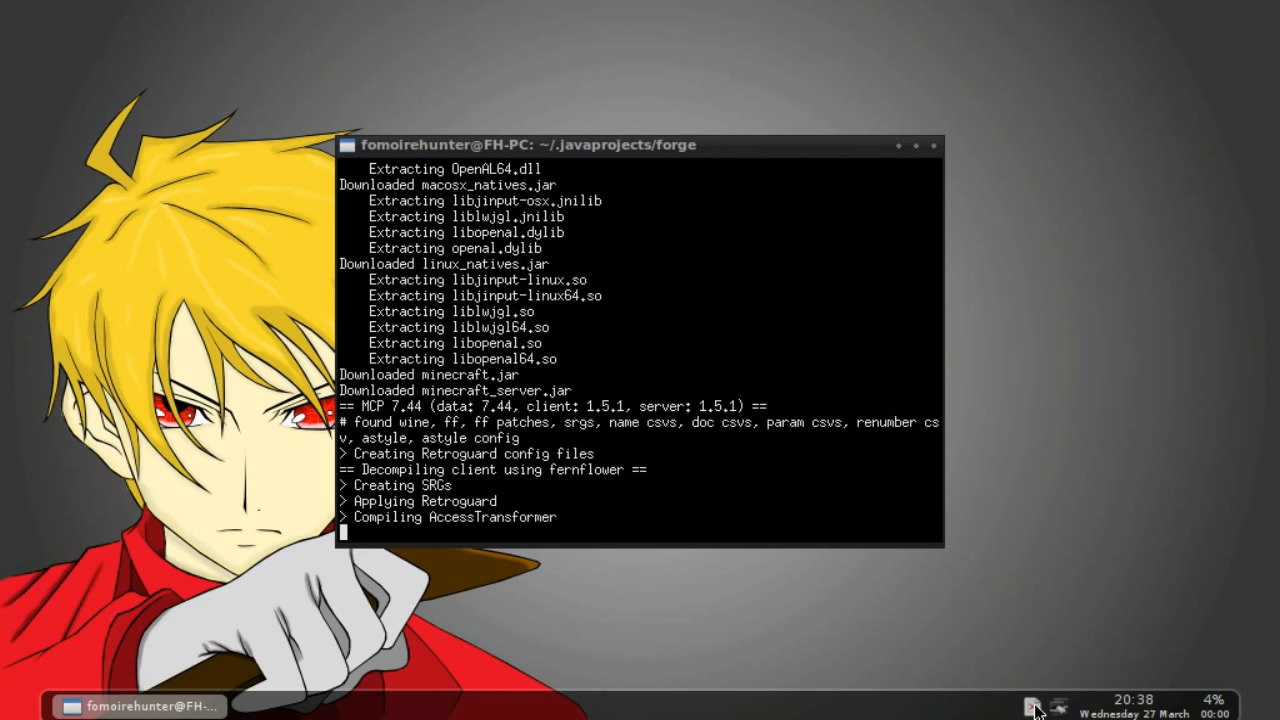 fomoirehunter@FH-PC: ~/.javaprojects/forge
Extracting OpenAL64.dll
Downloaded macosx_natives.jar
Extracting libjinput-osx.jnilib
Extracting liblwjgl.jnilib
Extracting libopenal.dylib
Extracting openal.dylib
Downloaded linux_natives.jar
Extracting libjinput-linux.so
Extracting libjinput-linux64.so
Extracting liblwjgl.so
Extracting liblwjgl64.so
Extracting libopenal.so
Extracting libopenal64.so
Downloaded minecraft.jar
Downloaded minecraft_server.jar
== MCP 7.44 (data: 7.44, client: 1.5.1, server: 1.5.1) ==
# found wine, ff, ff patches, srgs, name csvs, doc csvs, param csvs, renumber cs
v, astyle, astyle config
> Creating Retroguard config files
== Decompiling client using fernflower ==
> Creating SRGs
> Applying Retroguard
> Compiling AccessTransformer
fomoirehunter@FH-...
20:38
Wednesday 27 March
4%
00:00